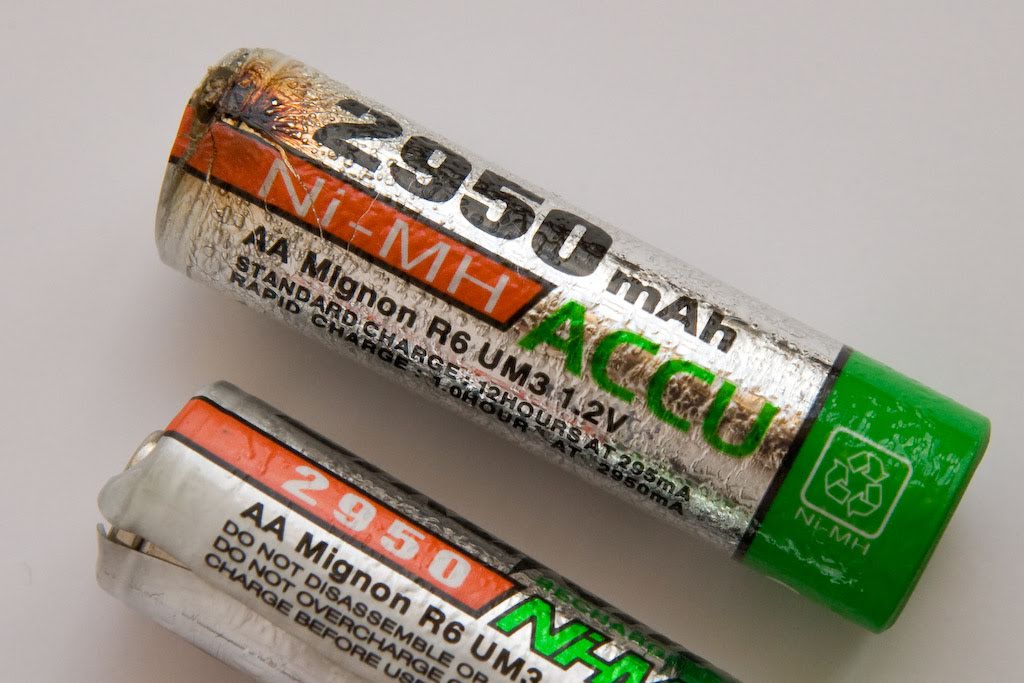 2950 mAh
Ni-MH
ACCU
AA Mignon R6 UM3 1.2V
STANDARD CHARGE: 12HOURS AT 295mA
RAPID CHARGE : 1.0HOUR - AT 2950mA
Ni-MH
2950
AA Mignon R6 UM3
DO NOT DISASSEMBLE OR
DO NOT OVERCHARGE
CHARGE BEFORE USE